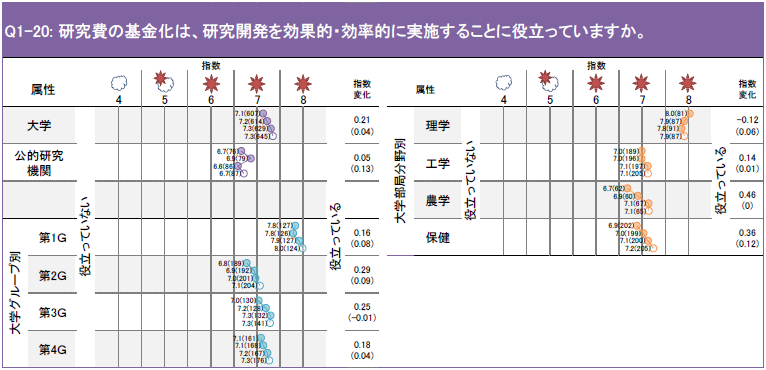 Q1-20: 研究費の基金化は、研究開発を効果的・効率的に実施することに役立っていますか。
属性
指数
4 5 6 7 8
指数
変化
大学
7.1(607)
7.2(614)
7.3(629)
7.3(645)
0.21
(0.04)
公的研究
機関
6.7(76)
6.9(79)
6.6(86)
6.7(87)
0.05
(0.13)
役立っていない
役立っている
大学グループ別
第1G
7.8(127)
7.8(126)
7.9(127)
8.0(124)
0.16
(0.08)
第2G
6.8(189)
6.9(192)
7.0(201)
7.1(204)
0.29
(0.09)
第3G
7.0(130)
7.2(128)
7.3(132)
7.3(141)
0.25
(-0.01)
第4G
7.1(161)
7.1(168)
7.2(167)
7.3(176)
0.18
(0.04)
属性
指数
4 5 6 7 8
指数
変化
大学部局分野別
役立っていない
役立っている
理学
8.0(81)
7.9(87)
7.8(91)
7.9(87)
-0.12
(0.06)
工学
7.0(189)
7.0(196)
7.1(197)
7.1(205)
0.14
(0.01)
農学
6.7(62)
6.9(60)
7.1(67)
7.1(65)
0.46
(0)
保健
6.9(202)
7.0(199)
7.1(200)
7.2(205)
0.36
(0.12)